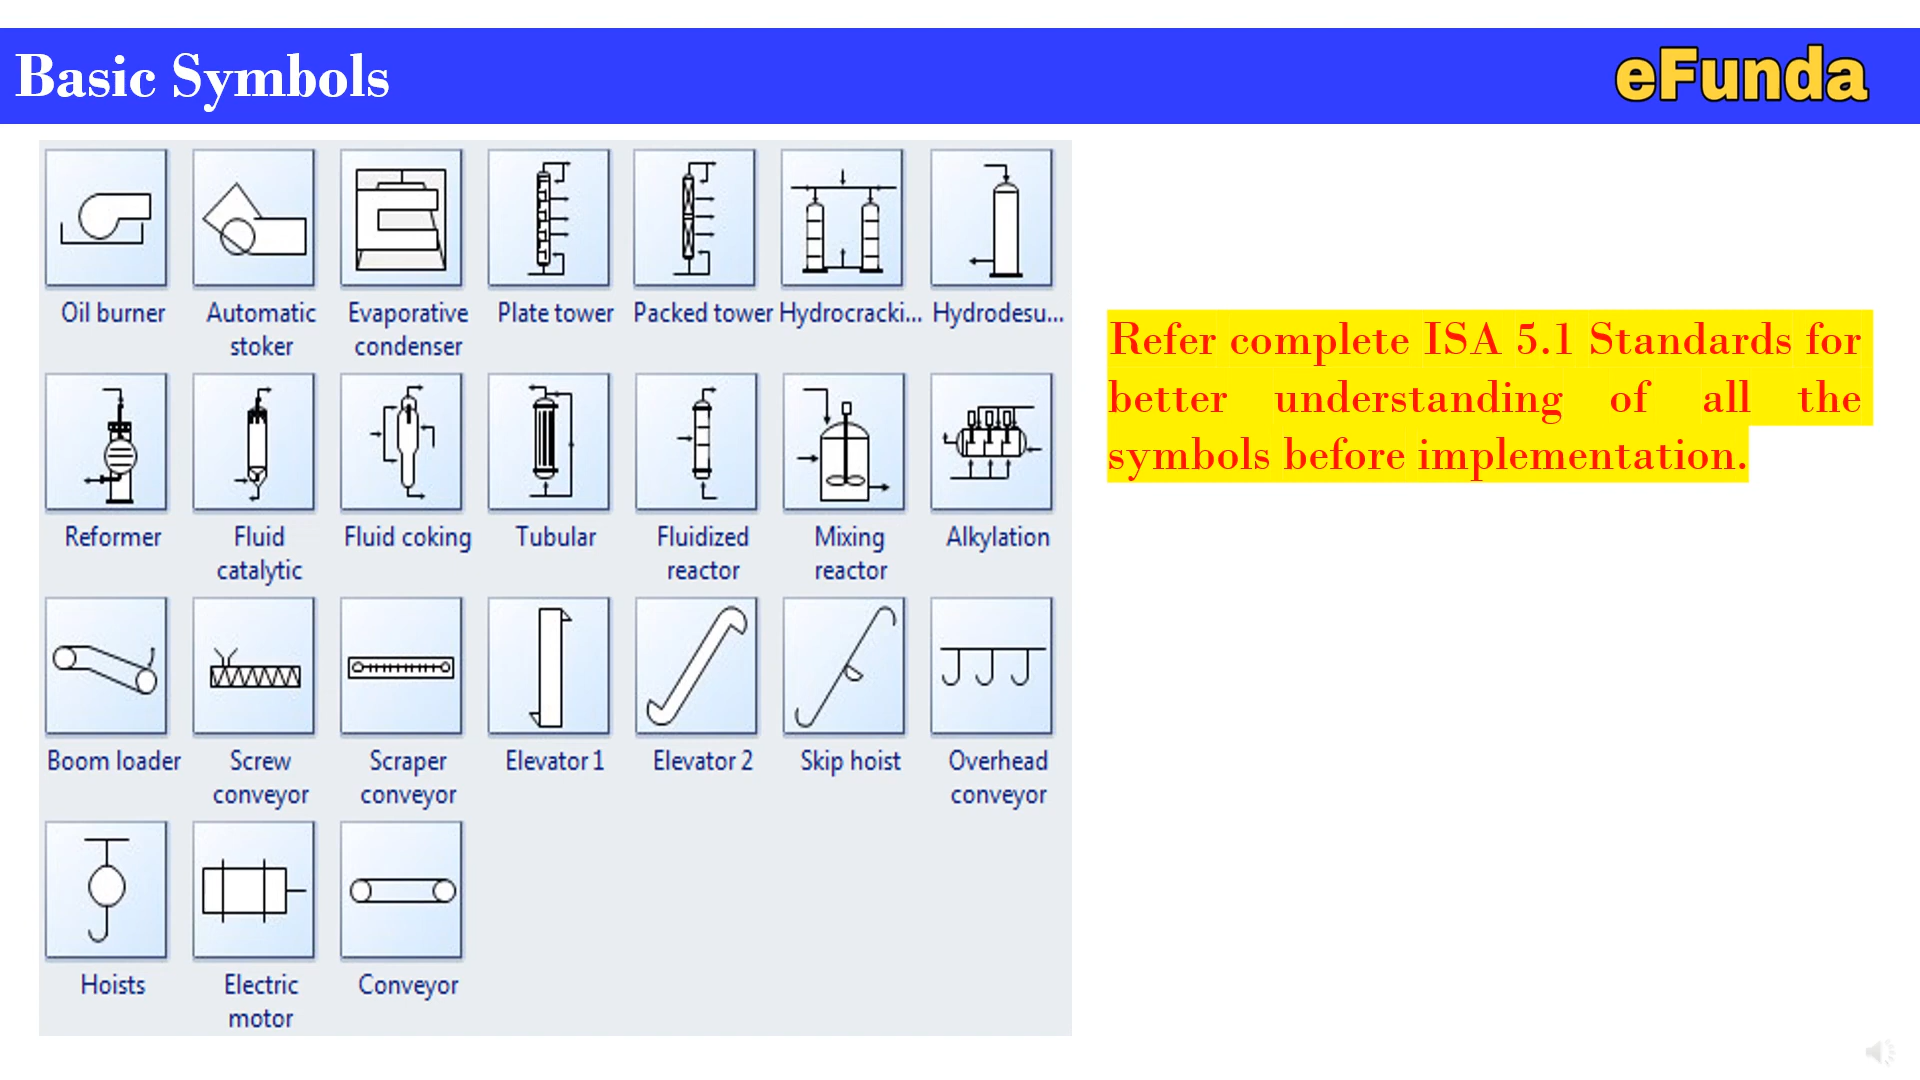 Basic Symbols
eFunda
Oil burner
Automatic
stoker
Evaporative
condenser
Plate tower
Packed tower
Hydrocracki...
Hydrodesu...
Refer complete ISA 5.1 Standards for
better understanding of all the
symbols before implementation.
Reformer
Fluid
catalytic
Fluid coking
Tubular
Fluidized
reactor
Mixing
reactor
Alkylation
Boom loader
Screw
conveyor
Scraper
conveyor
Elevator 1
Elevator 2
Skip hoist
Overhead
conveyor
Hoists
Electric
motor
Conveyor